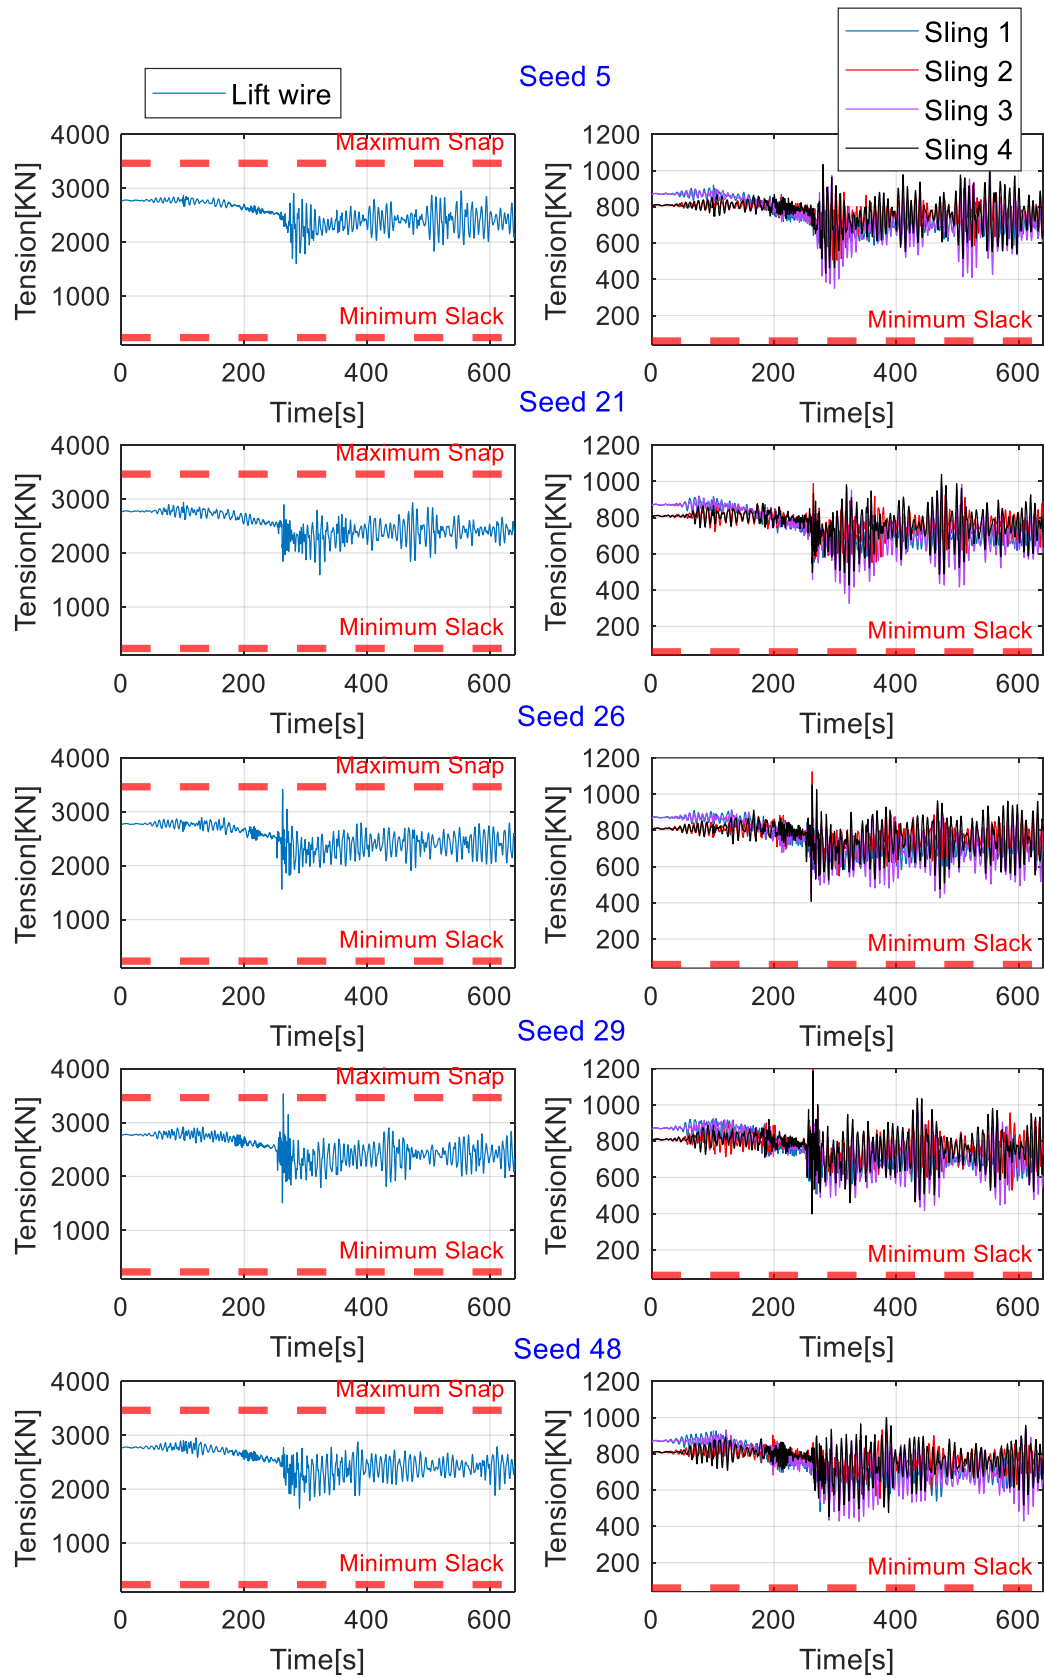 Seed 5
Lift wire
Sling 1
Sling 2
Sling 3
Sling 4
4000
3000
2000
1000
Tension[KN]
Maximum Snap
Minimum Slack
0
200
400
600
Time[s]
1200
1000
800
600
400
200
Tension[KN]
Minimum Slack
0
200
400
600
Time[s]
Seed 21
4000
3000
2000
1000
Tension[KN]
Maximum Snap
Minimum Slack
0
200
400
600
Time[s]
1200
1000
800
600
400
200
Tension[KN]
Minimum Slack
0
200
400
600
Time[s]
Seed 26
4000
3000
2000
1000
Tension[KN]
Maximum Snap
Minimum Slack
0
200
400
600
Time[s]
1200
1000
800
600
400
200
Tension[KN]
Minimum Slack
0
200
400
600
Time[s]
Seed 29
4000
3000
2000
1000
Tension[KN]
Maximum Snap
Minimum Slack
0
200
400
600
Time[s]
1200
1000
800
600
400
200
Tension[KN]
Minimum Slack
0
200
400
600
Time[s]
Seed 48
4000
3000
2000
1000
Tension[KN]
Maximum Snap
Minimum Slack
0
200
400
600
Time[s]
1200
1000
800
600
400
200
Tension[KN]
Minimum Slack
0
200
400
600
Time[s]